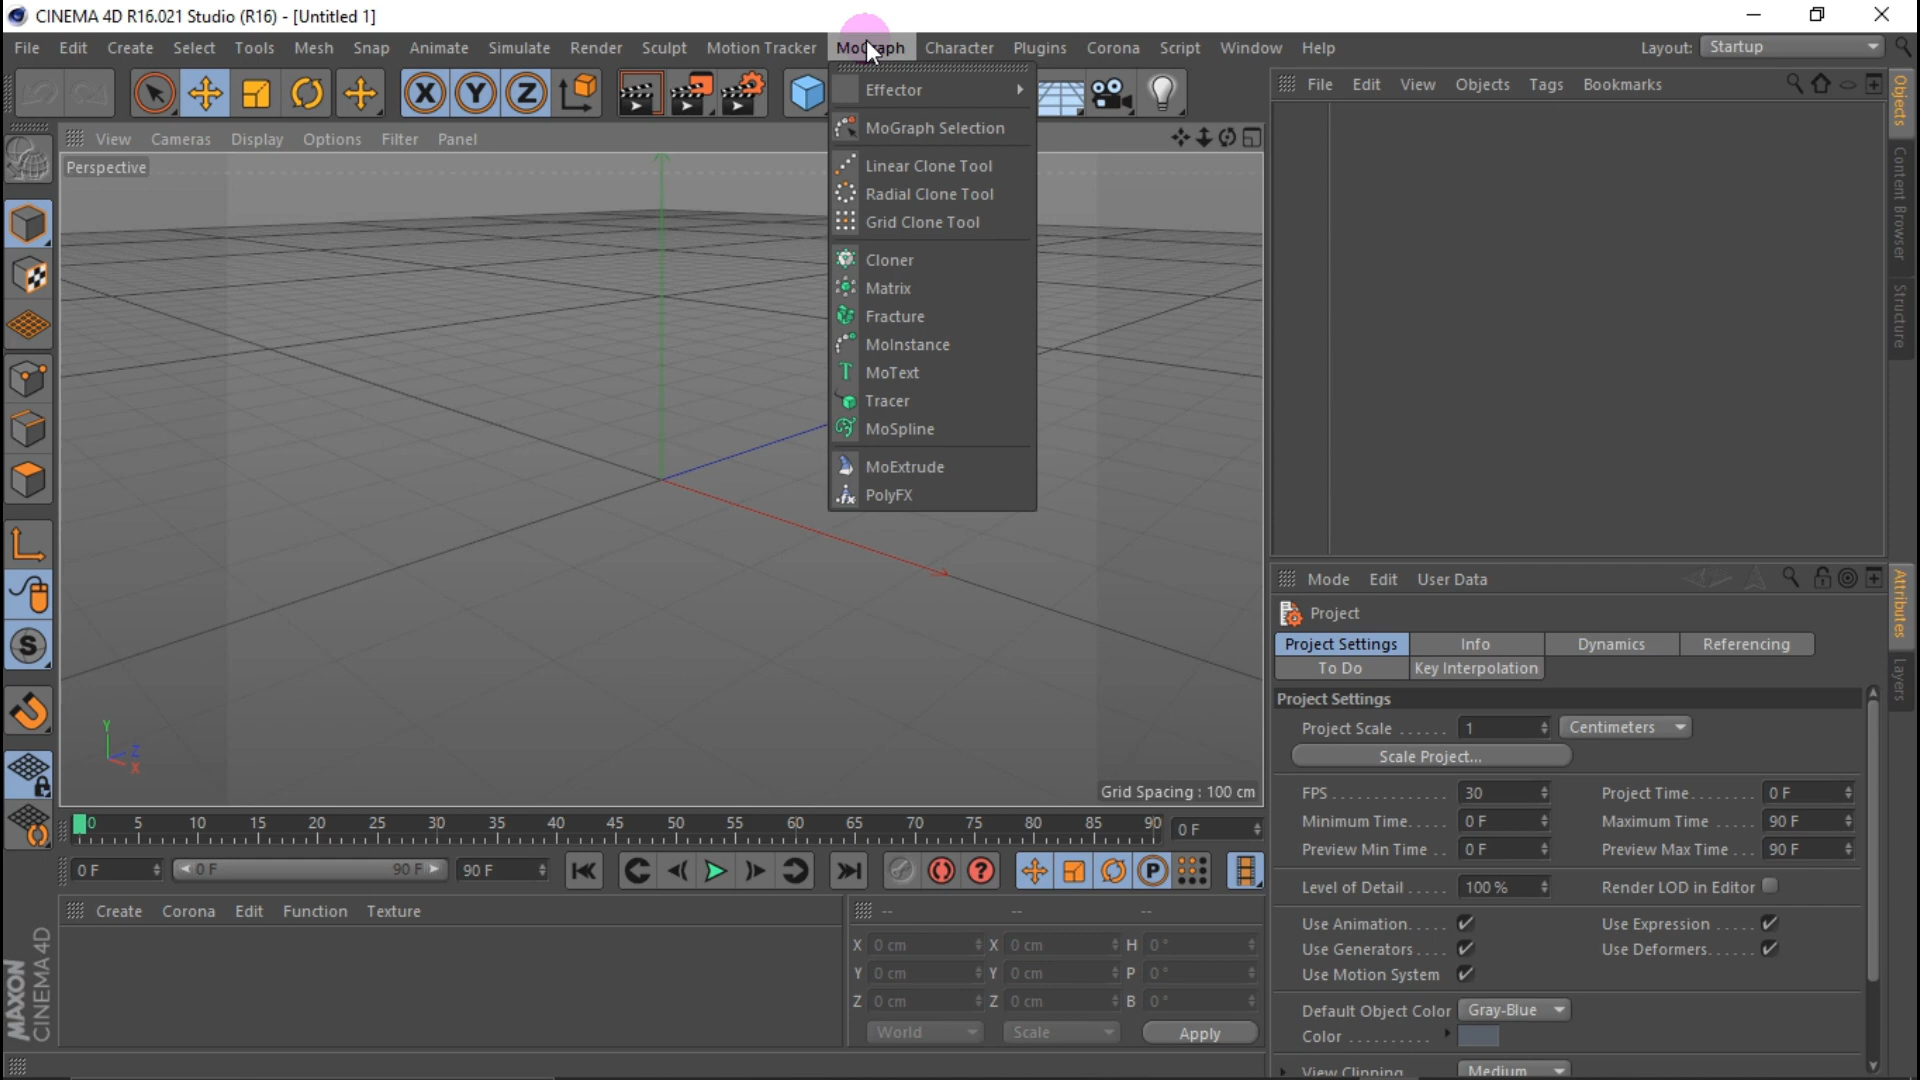 CINEMA 4D R16.021 Studio (R16) - [Untitled 1]
File Edit Create Select Tools Mesh Snap Animate Simulate Render Sculpt Motion Tracker MoGraph Character Plugins Corona Script Window Help Layout: Startup
X Y Z
File Edit View Objects Tags Bookmarks
View Cameras Display Options Filter Panel
Perspective
Effector
MoGraph Selection
Linear Clone Tool
Radial Clone Tool
Grid Clone Tool
Cloner
Matrix
Fracture
MoInstance
MoText
Tracer
MoSpline
MoExtrude
PolyFX
Objects
Content Browser
Structure
Y Z X
Grid Spacing : 100 cm
0 5 10 15 20 25 30 35 40 45 50 55 60 65 70 75 80 85 90 0 F
0 F 0 F 90 F 90 F P
Create Corona Edit Function Texture
-- -- --
X 0 cm X 0 cm H 0 °
Y 0 cm Y 0 cm P 0 °
Z 0 cm Z 0 cm B 0 °
World Scale Apply
MAXON
CINEMA 4D
Mode Edit User Data
Project
Project Settings Info Dynamics Referencing
To Do Key Interpolation
Project Settings
Project Scale . . . . . . 1 Centimeters
Scale Project...
FPS . . . . . . . . . . . . 30 Project Time. . . . . . . 0 F
Minimum Time. . . . . 0 F Maximum Time . . . . . 90 F
Preview Min Time . . 0 F Preview Max Time . . . 90 F
Level of Detail . . . . . 100 % Render LOD in Editor
Use Animation. . . . . Use Expression . . . . .
Use Generators. . . . Use Deformers. . . . . .
Use Motion System
Default Object Color Gray-Blue
Color . . . . . . . . . .
View Clipping Medium
Attributes
Layers